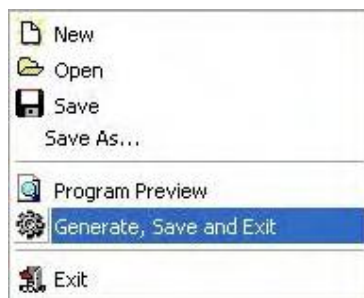 New
Open
Save
Save As...
Program Preview
Generate, Save and Exit
Exit